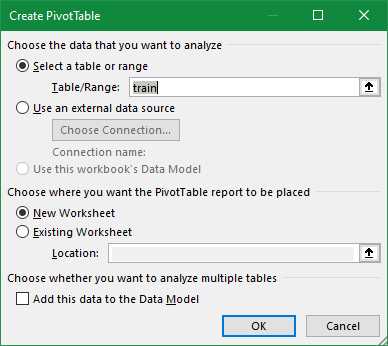 Create PivotTable
Choose the data that you want to analyze
Select a table or range
Table/Range: train
Use an external data source
Choose Connection...
Connection name:
Use this workbook's Data Model
Choose where you want the PivotTable report to be placed
New Worksheet
Existing Worksheet
Location:
Choose whether you want to analyze multiple tables
Add this data to the Data Model
OK Cancel